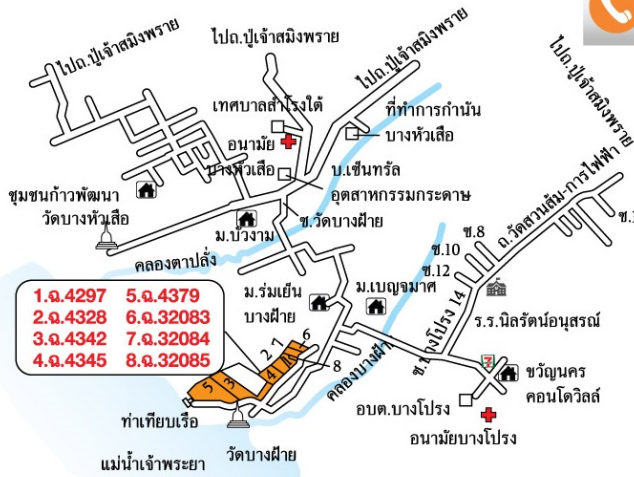 ไปถ.ปู่เจ้าสมิงพราย
ไปถ.ปู่เจ้าสมิงพราย
ไปถ.ปู่เจ้าสมิงพราย
ไปถ.ปู่เจ้าสมิงพราย
เทศบาลสำโรงใต้
ที่ทำการกำนัน
บางหัวเสือ
อนามัย
บางหัวเสือ
บ.เซ็นทรัล
อุตสาหกรรมกระดาษ
ชุมชนก้าวพัฒนา
วัดบางหัวเสือ
ม.บัวงาม
ซ.วัดบางฝ้าย
คลองตาปลั่ง
ถ.วัดสวนส้ม-การไฟฟ้า
ซ.8
ซ.10
ซ.12
ซ.บางโปรง 14
ร.ร.นิลรัตน์อนุสรณ์
ม.ร่มเย็น
บางฝ้าย
ม.เบญจมาศ
คลองบางฝ้าย
1.ฉ.4297 5.ฉ.4379
2.ฉ.4328 6.ฉ.32083
3.ฉ.4342 7.ฉ.32084
4.ฉ.4345 8.ฉ.32085
2
7
6
5
3
4
1
8
7
ขวัญนคร
คอนโดวิลล์
อบต.บางโปรง
อนามัยบางโปรง
ท่าเทียบเรือ
วัดบางฝ้าย
แม่น้ำเจ้าพระยา